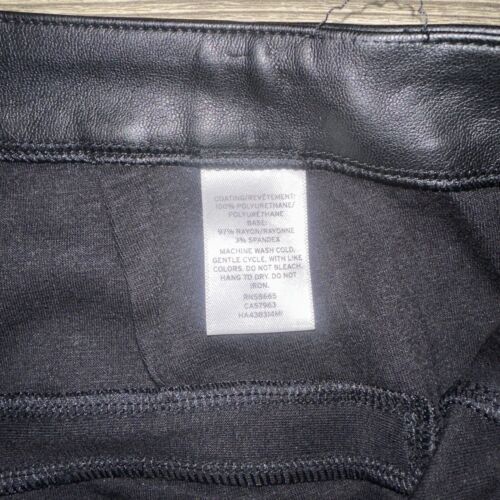 COATING/REVÊTEMENT:
100% POLYURETHANE/
POLYURETHANE
BASE:
97% RAYON/RAYONNE
3% SPANDEX
MACHINE WASH COLD,
GENTLE CYCLE, WITH LIKE
COLORS. DO NOT BLEACH.
HANG TO DRY. DO NOT
IRON.
RN58665
CA57963
HA438314MI